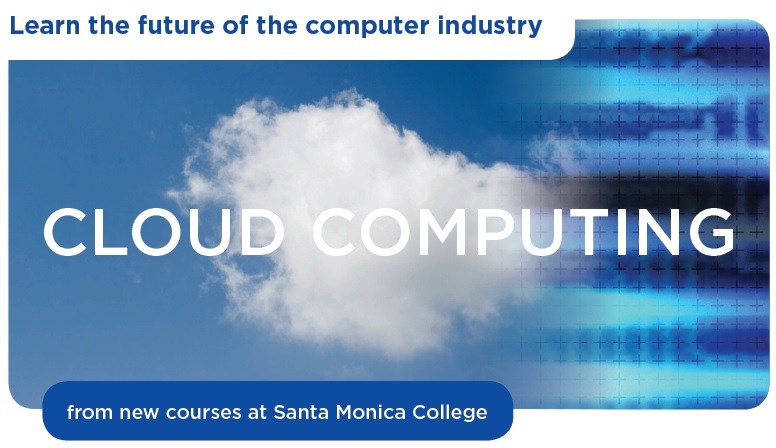 Learn the future of the computer industry
CLOUD COMPUTING
from new courses at Santa Monica College